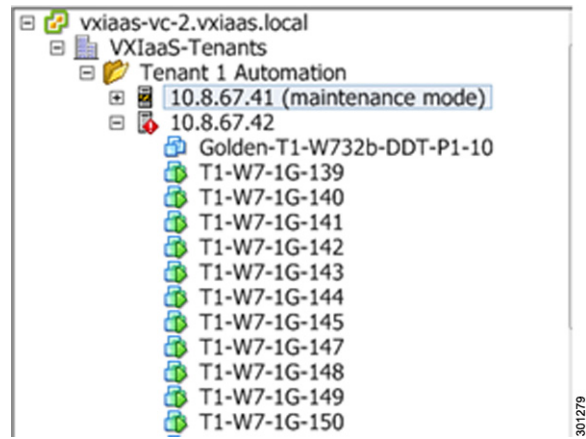 vxiaas-vc-2.vxiaas.local
VXIaaS-Tenants
Tenant 1 Automation
10.8.67.41 (maintenance mode)
10.8.67.42
Golden-T1-W732b-DDT-P1-10
T1-W7-1G-139
T1-W7-1G-140
T1-W7-1G-141
T1-W7-1G-142
T1-W7-1G-143
T1-W7-1G-144
T1-W7-1G-145
T1-W7-1G-147
T1-W7-1G-148
T1-W7-1G-149
T1-W7-1G-150
301279